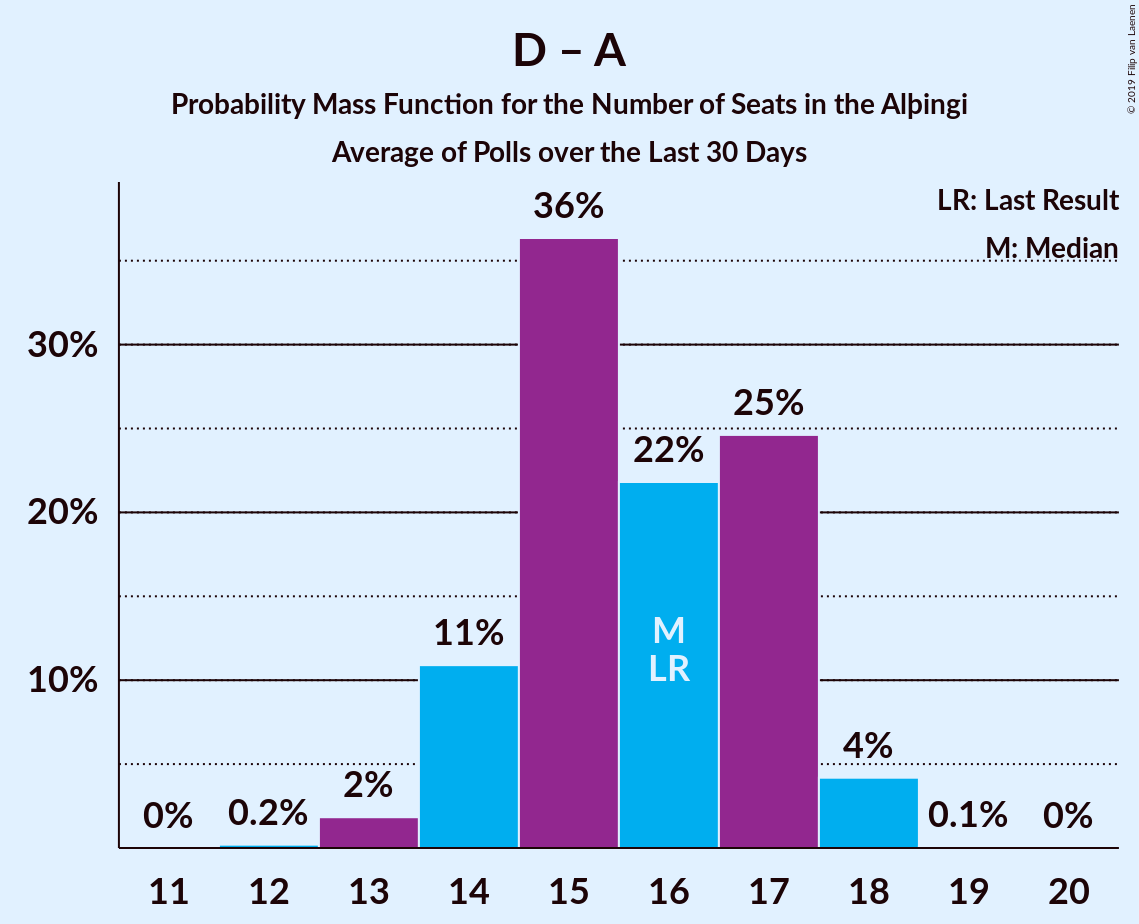 D – A
Probability Mass Function for the Number of Seats in the Alþingi
Average of Polls over the Last 30 Days
© 2019 Filip van Laenen
LR: Last Result
M: Median
36%
30%
25%
22%
20%
M
LR
11%
10%
4%
2%
0%
0.2%
0.1%
0%
11
12
13
14
15
16
17
18
19
20